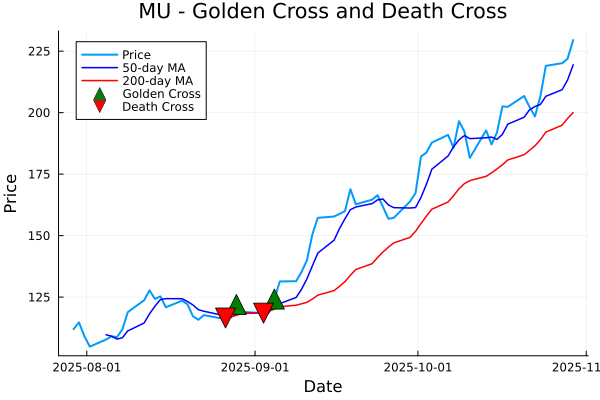 MU - Golden Cross and Death Cross
Price
50-day MA
200-day MA
Golden Cross
Death Cross
Price
225
200
175
150
125
2025-08-01
2025-09-01
2025-10-01
2025-11
Date